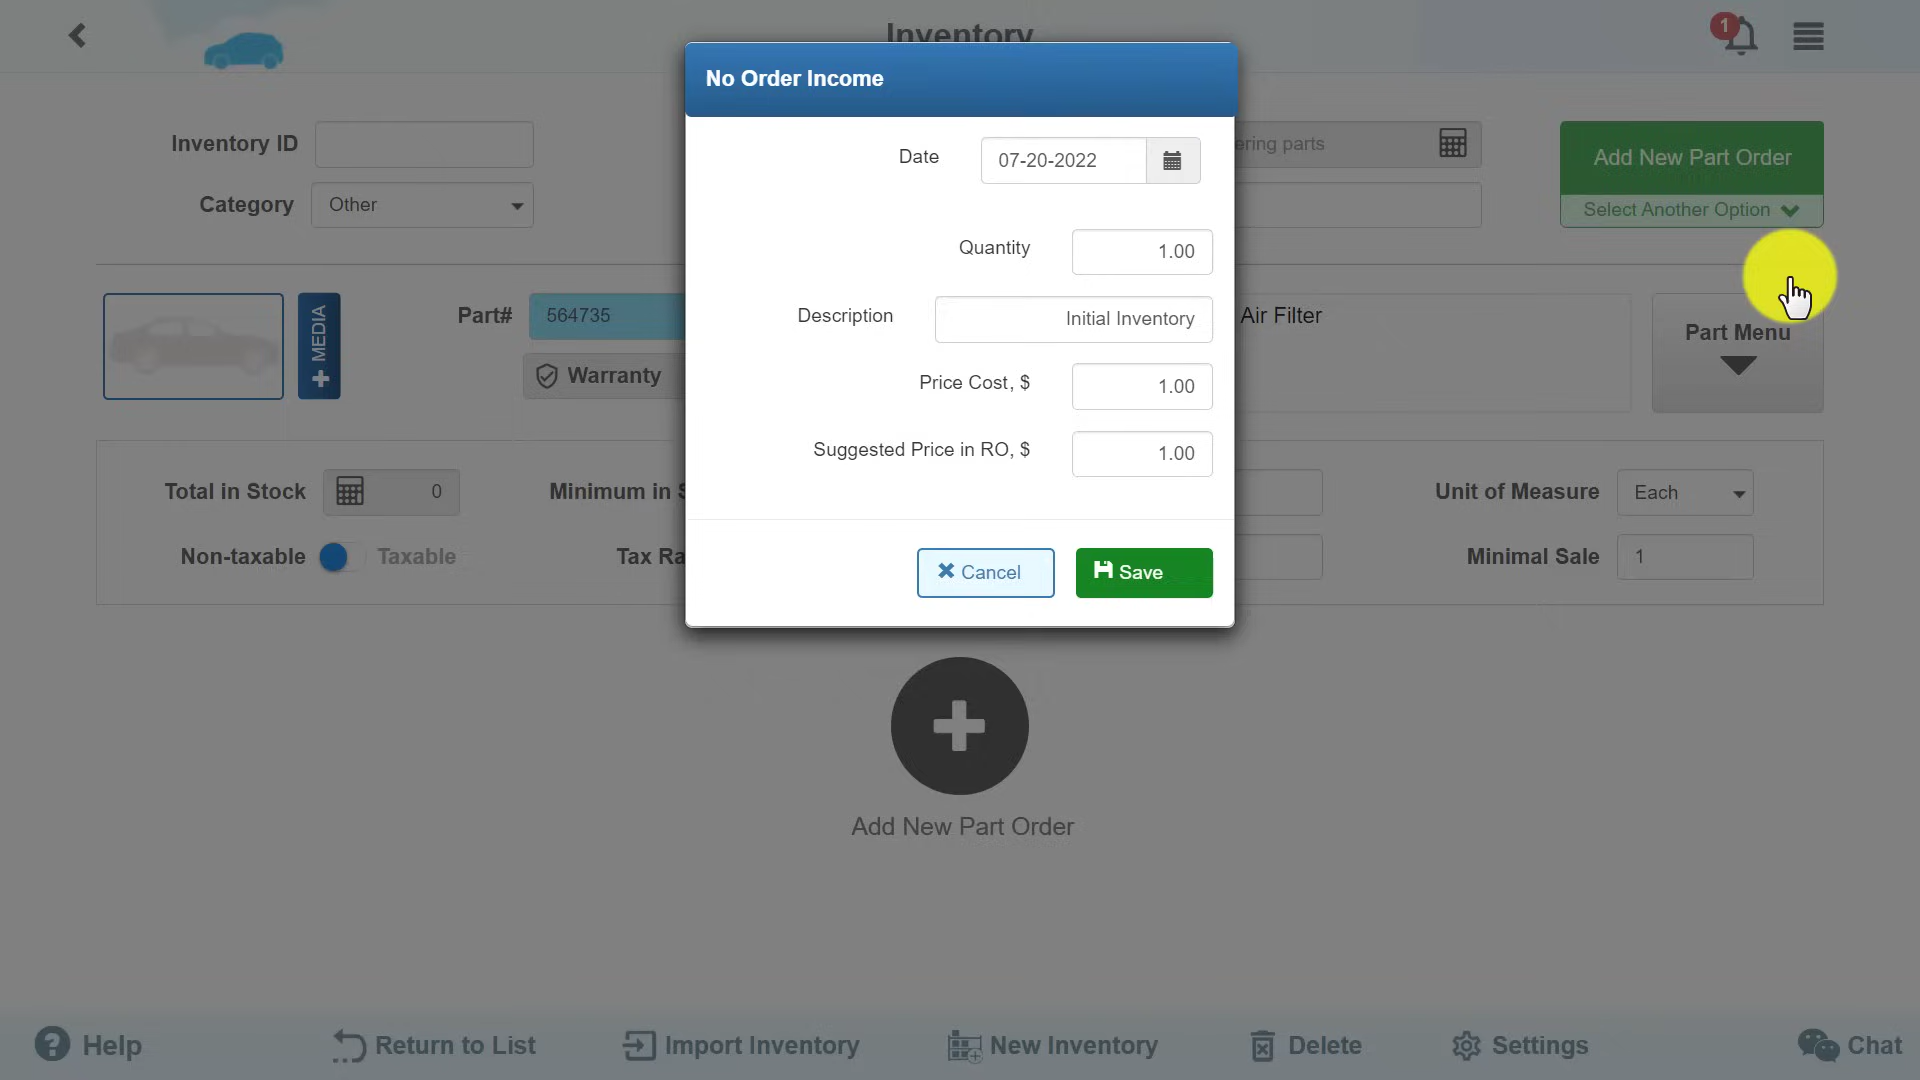 Inventory
1
No Order Income
Inventory ID
Date
07-20-2022
ering parts
Add New Part Order
Category
Other
Select Another Option
Quantity
1.00
MEDIA
Part#
564735
Description
Initial Inventory
Air Filter
Part Menu
Warranty
Price Cost, $
1.00
Suggested Price in RO, $
1.00
Total in Stock
0
Minimum in S
Unit of Measure
Each
Non-taxable
Taxable
Tax Ra
Cancel
Save
Minimal Sale
1
Add New Part Order
Help
Return to List
Import Inventory
New Inventory
Delete
Settings
Chat